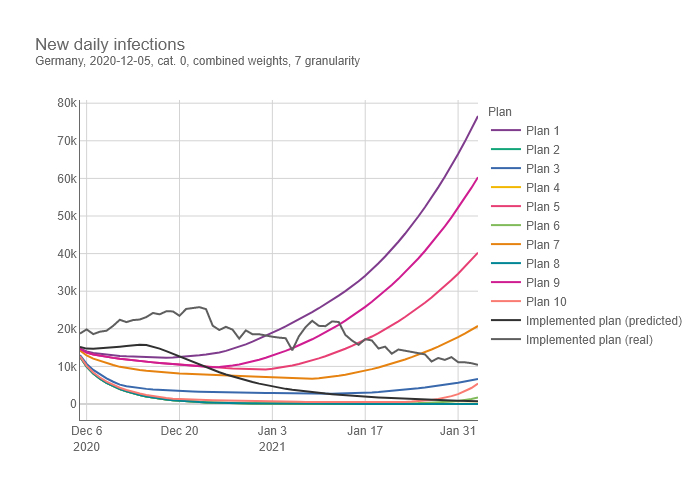 New daily infections
Germany, 2020-12-05, cat. 0, combined weights, 7 granularity
80k
70k
60k
50k
40k
30k
20k
10k
0
Dec 6
2020
Dec 20
Jan 3
2021
Jan 17
Jan 31
Plan
Plan 1
Plan 2
Plan 3
Plan 4
Plan 5
Plan 6
Plan 7
Plan 8
Plan 9
Plan 10
Implemented plan (predicted)
Implemented plan (real)